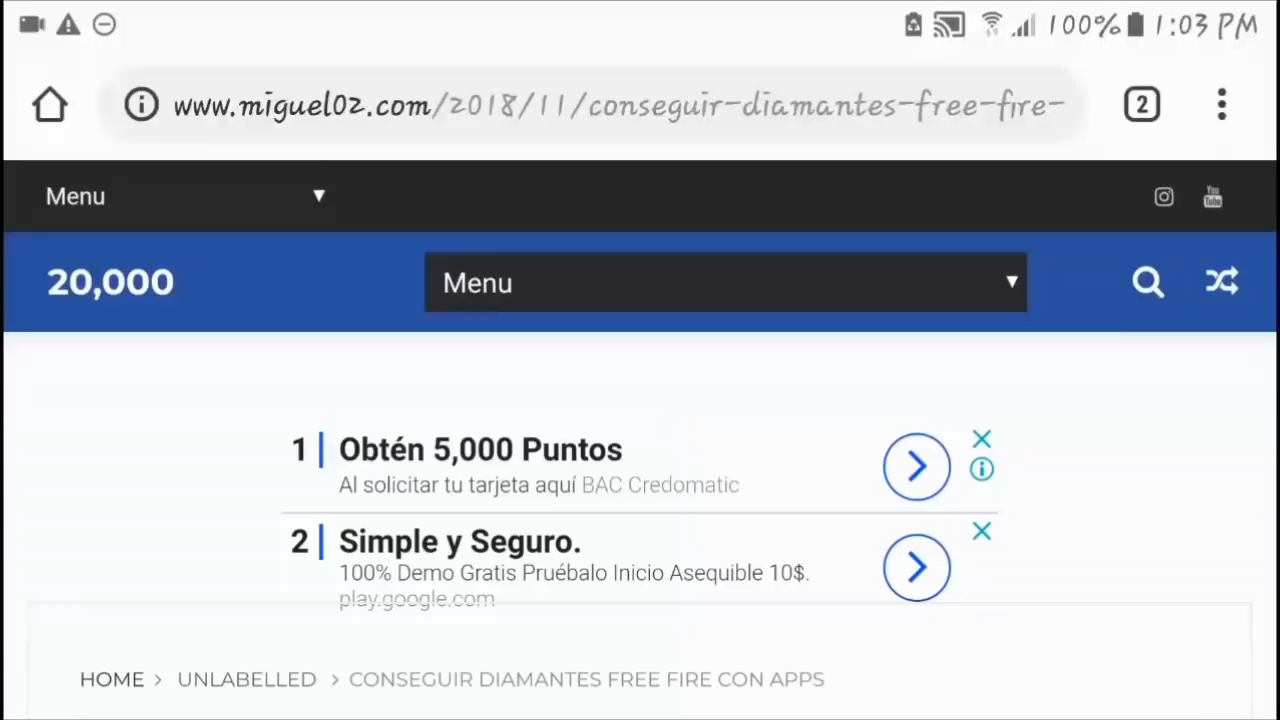 100% 1:03 PM
www.miguel02.com/2018/11/conseguir-diamantes-free-fire-
2
Menu
You Tube
20,000
Menu
1 Obtén 5,000 Puntos
Al solicitar tu tarjeta aquí BAC Credomatic
2 Simple y Seguro.
100% Demo Gratis Pruébalo Inicio Asequible 10$.
play.google.com
HOME > UNLABELLED > CONSEGUIR DIAMANTES FREE FIRE CON APPS